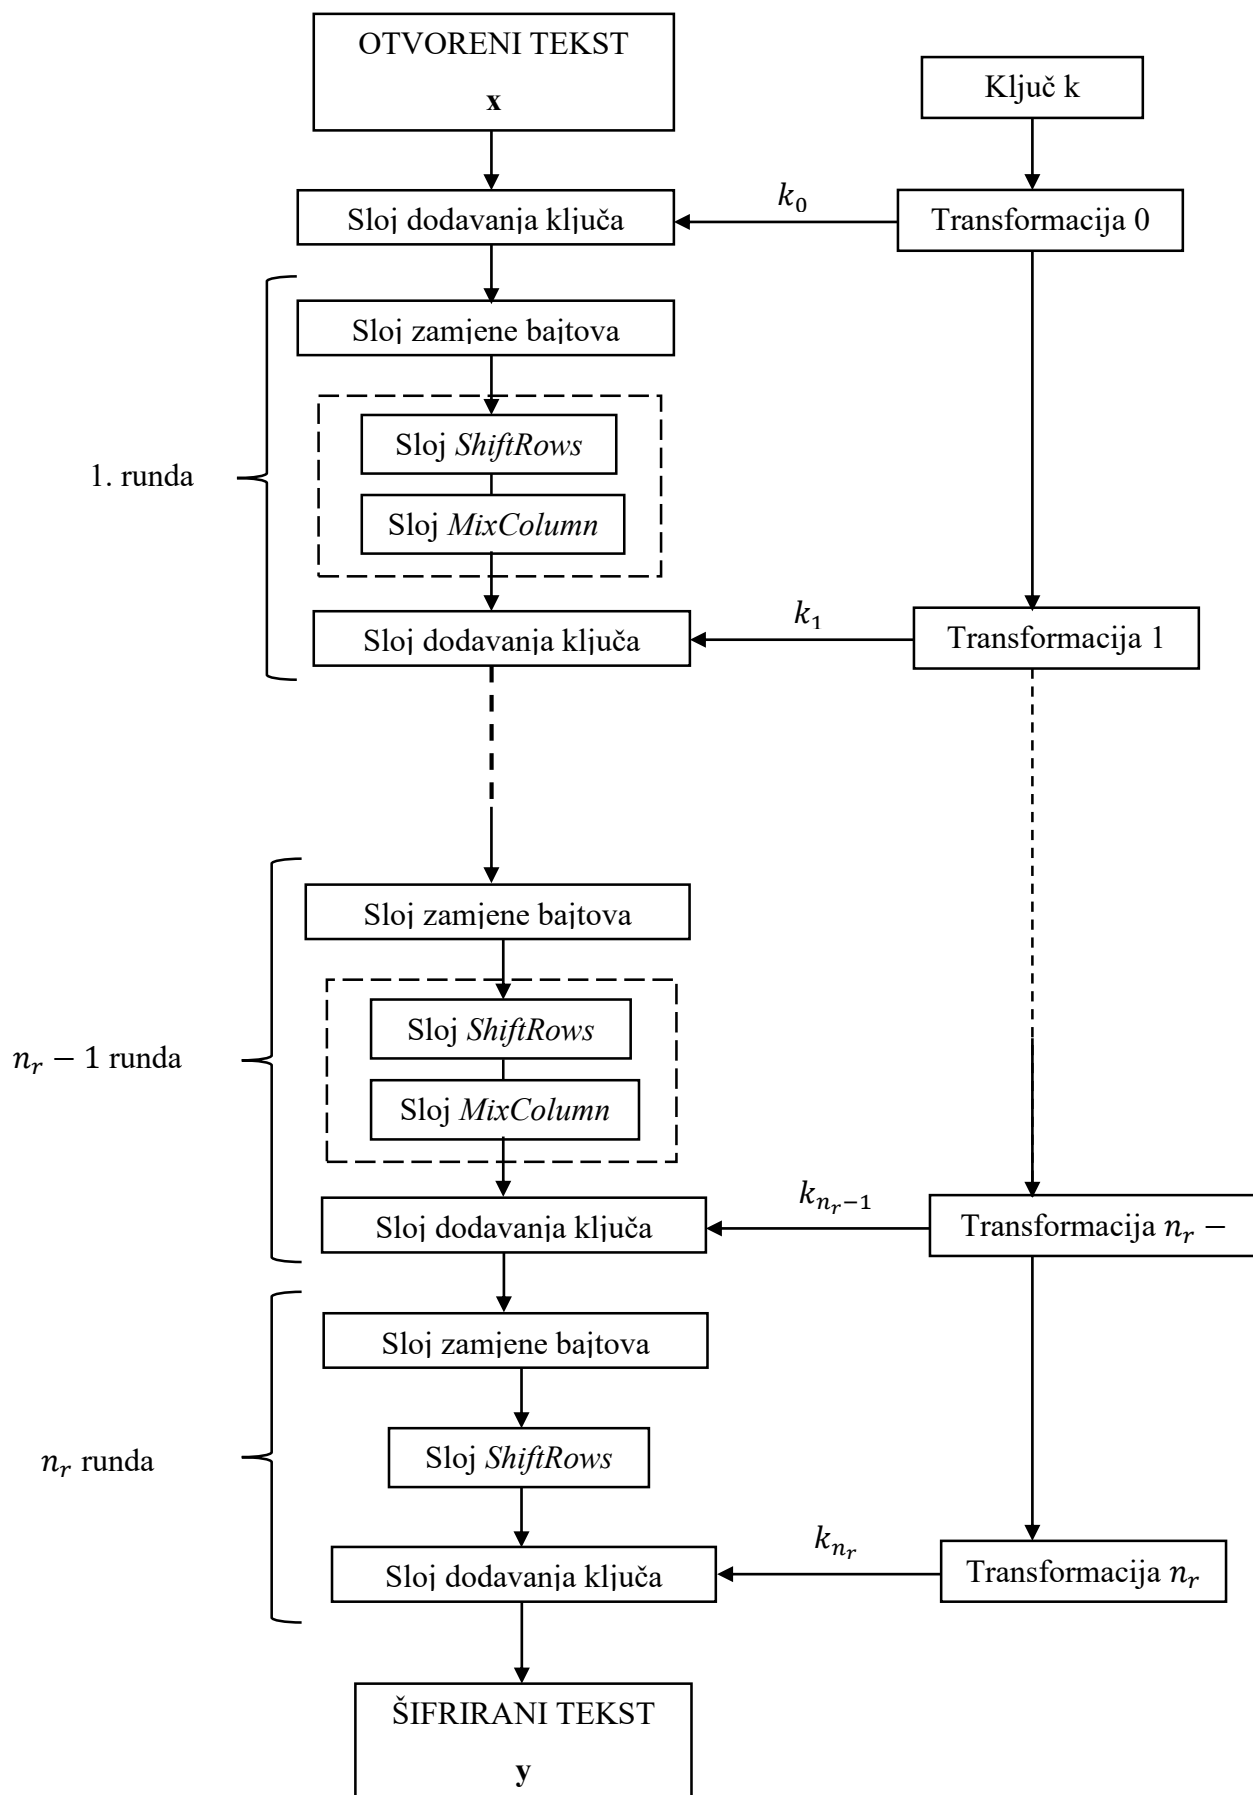 OTVORENI TEKST
x
Ključ k
k₀
Sloj dodavanja ključa
Transformacija 0
Sloj zamjene bajtova
Sloj ShiftRows
1. runda
Sloj MixColumn
k₁
Sloj dodavanja ključa
Transformacija 1
Sloj zamjene bajtova
Sloj ShiftRows
nᵣ − 1 runda
Sloj MixColumn
kₙᵣ₋₁
Sloj dodavanja ključa
Transformacija nᵣ −
Sloj zamjene bajtova
Sloj ShiftRows
nᵣ runda
kₙᵣ
Sloj dodavanja ključa
Transformacija nᵣ
ŠIFRIRANI TEKST
y